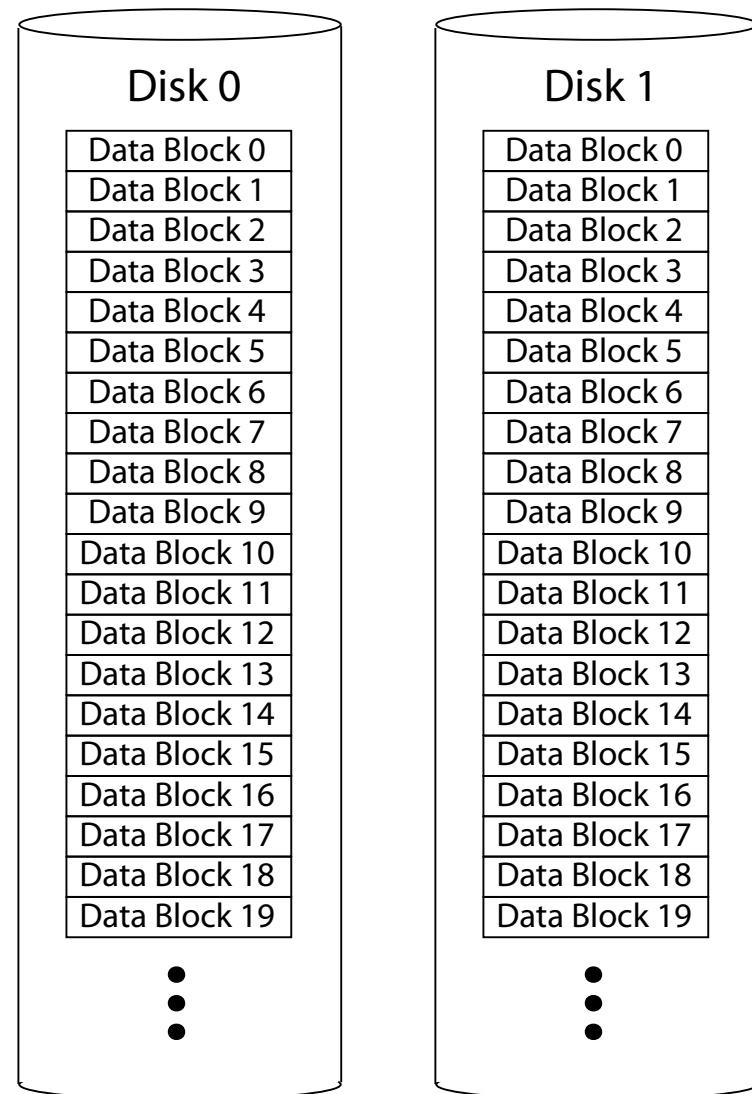 Disk 0
Data Block 0
Data Block 1
Data Block 2
Data Block 3
Data Block 4
Data Block 5
Data Block 6
Data Block 7
Data Block 8
Data Block 9
Data Block 10
Data Block 11
Data Block 12
Data Block 13
Data Block 14
Data Block 15
Data Block 16
Data Block 17
Data Block 18
Data Block 19
Disk 1
Data Block 0
Data Block 1
Data Block 2
Data Block 3
Data Block 4
Data Block 5
Data Block 6
Data Block 7
Data Block 8
Data Block 9
Data Block 10
Data Block 11
Data Block 12
Data Block 13
Data Block 14
Data Block 15
Data Block 16
Data Block 17
Data Block 18
Data Block 19